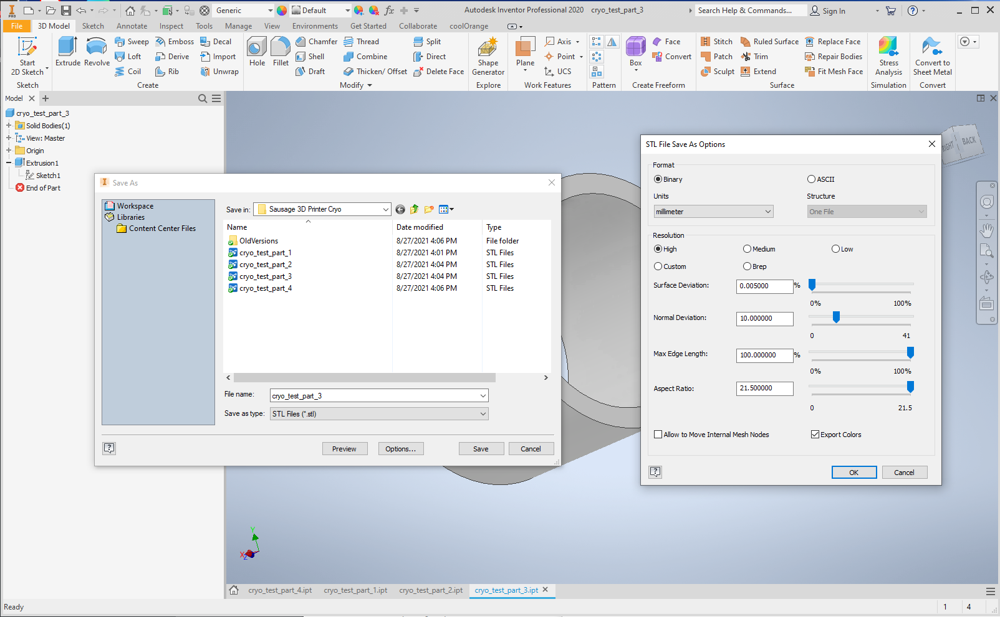 PRO
Generic
Default
fx
Autodesk Inventor Professional 2020 cryo_test_part_3
Search Help & Commands...
Sign In
File
3D Model
Sketch
Annotate
Inspect
Tools
Manage
View
Environments
Get Started
Collaborate
coolOrange
Start
2D Sketch
Sketch
Extrude
Revolve
Sweep
Loft
Coil
Emboss
Derive
Rib
Decal
Import
Unwrap
Create
Hole
Fillet
Chamfer
Shell
Draft
Thread
Combine
Thicken/ Offset
Split
Direct
Delete Face
Modify
Shape
Generator
Explore
Plane
Axis
Point
UCS
Work Features
Pattern
Box
Face
Convert
Create Freeform
Stitch
Patch
Sculpt
Ruled Surface
Trim
Extend
Replace Face
Repair Bodies
Fit Mesh Face
Surface
Stress
Analysis
Simulation
Convert to
Sheet Metal
Convert
Model
cryo_test_part_3
Solid Bodies(1)
View: Master
Origin
Extrusion1
Sketch1
End of Part
Save As
Workspace
Libraries
Content Center Files
Save in: Sausage 3D Printer Cryo
Name Date modified Type
OldVersions 8/27/2021 4:06 PM File folder
cryo_test_part_1 8/27/2021 4:01 PM STL Files
cryo_test_part_2 8/27/2021 4:04 PM STL Files
cryo_test_part_3 8/27/2021 4:04 PM STL Files
cryo_test_part_4 8/27/2021 4:06 PM STL Files
File name: cryo_test_part_3
Save as type: STL Files (*.stl)
Preview
Options...
Save
Cancel
STL File Save As Options
Format
Binary
ASCII
Units
Structure
millimeter
One File
Resolution
High
Medium
Low
Custom
Brep
Surface Deviation: 0.005000 %
0% 100%
Normal Deviation: 10.000000
0 41
Max Edge Length: 100.000000 %
0% 100%
Aspect Ratio: 21.500000
0 21.5
Allow to Move Internal Mesh Nodes
Export Colors
OK
Cancel
RIGHT
BACK
Y
X
Z
cryo_test_part_4.ipt
cryo_test_part_1.ipt
cryo_test_part_2.ipt
cryo_test_part_3.ipt
Ready
1 4